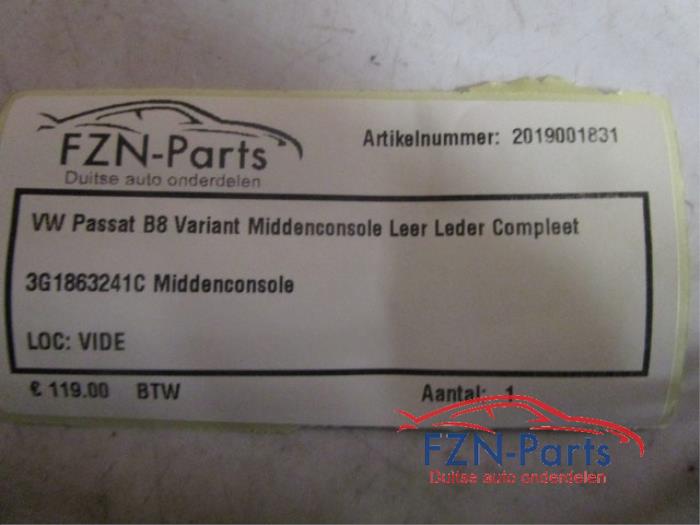 FZN-Parts
Duitse auto onderdelen
Artikelnummer: 2019001831
VW Passat B8 Variant Middenconsole Leer Leder Compleet
3G1863241C Middenconsole
LOC: VIDE
€ 119.00 BTW
Aantal: 1
FZN-Parts
Duitse auto onderdelen